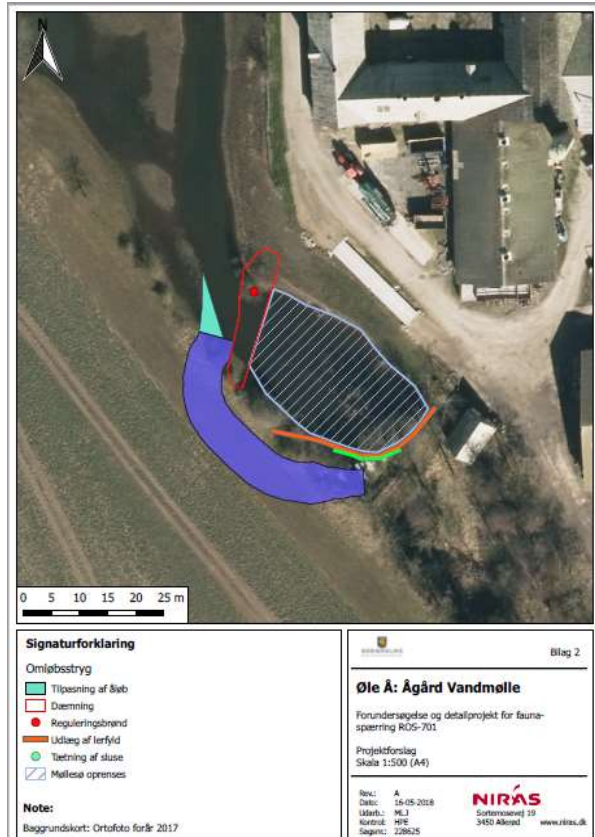 N
0 5 10 15 20 25 m
Signaturforklaring
Omløbsstryg
Tilpasning af åløb
Dæmning
Reguleringsbrønd
Udlæg af lerfyld
Tætning af sluse
Møllesø oprenses
Note:
Baggrundskort: Ortofoto forår 2017
Bilag 2
Øle Å: Ågård Vandmølle
Forundersøgelse og detailprojekt for fauna-
spærring ROS-701
Projektforslag
Skala 1:500 (A4)
Rev.: A
Dato: 16-05-2018
Udarb.: MLJ
Kontrol: HPE
Sagsnr.: 228625
NIRAS
Sortemosevej 19
3450 Allerød www.niras.dk